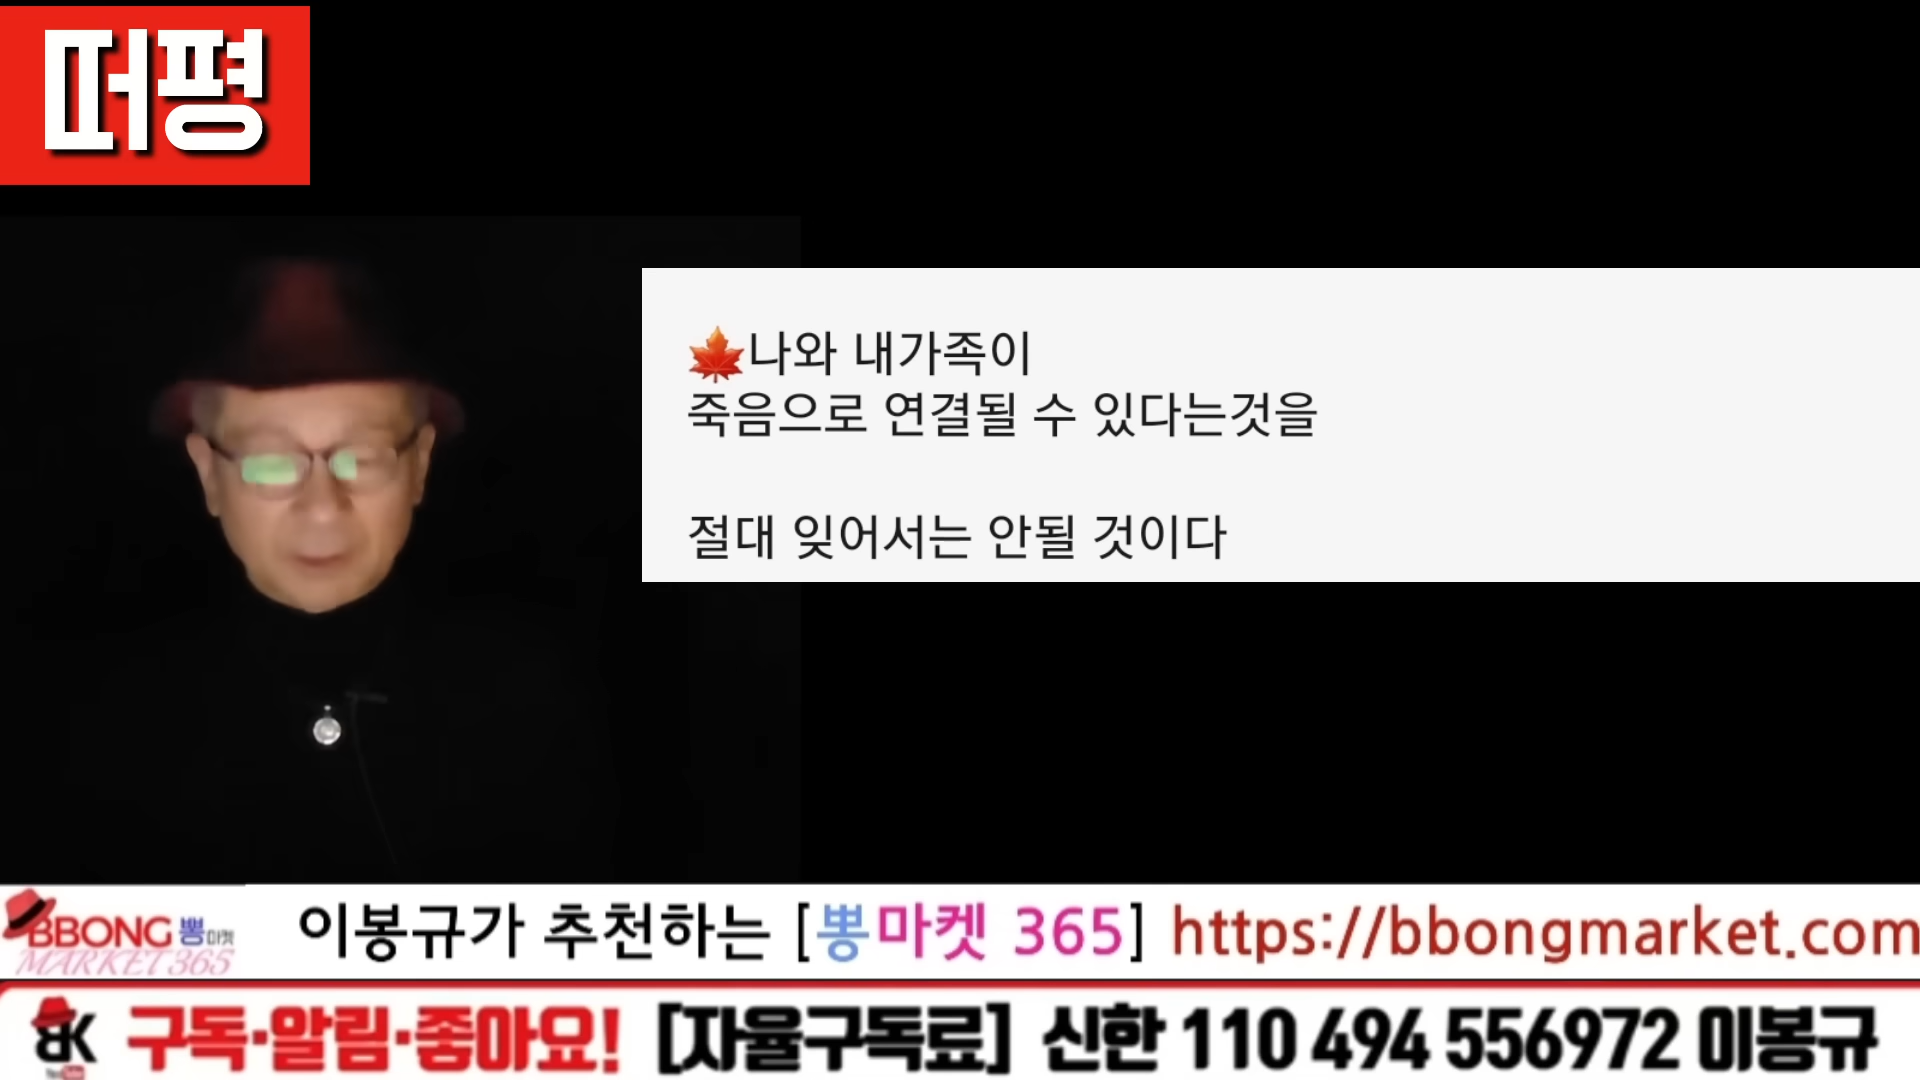 떠평
🍁나와 내가족이
죽음으로 연결될 수 있다는것을
절대 잊어서는 안될 것이다
BBONG 뽕마켓
MARKET 365
이봉규가 추천하는 [뽕마켓 365] https://bbongmarket.com
BK 구독·알림·좋아요! [자율구독료] 신한 110 494 556972 이봉규